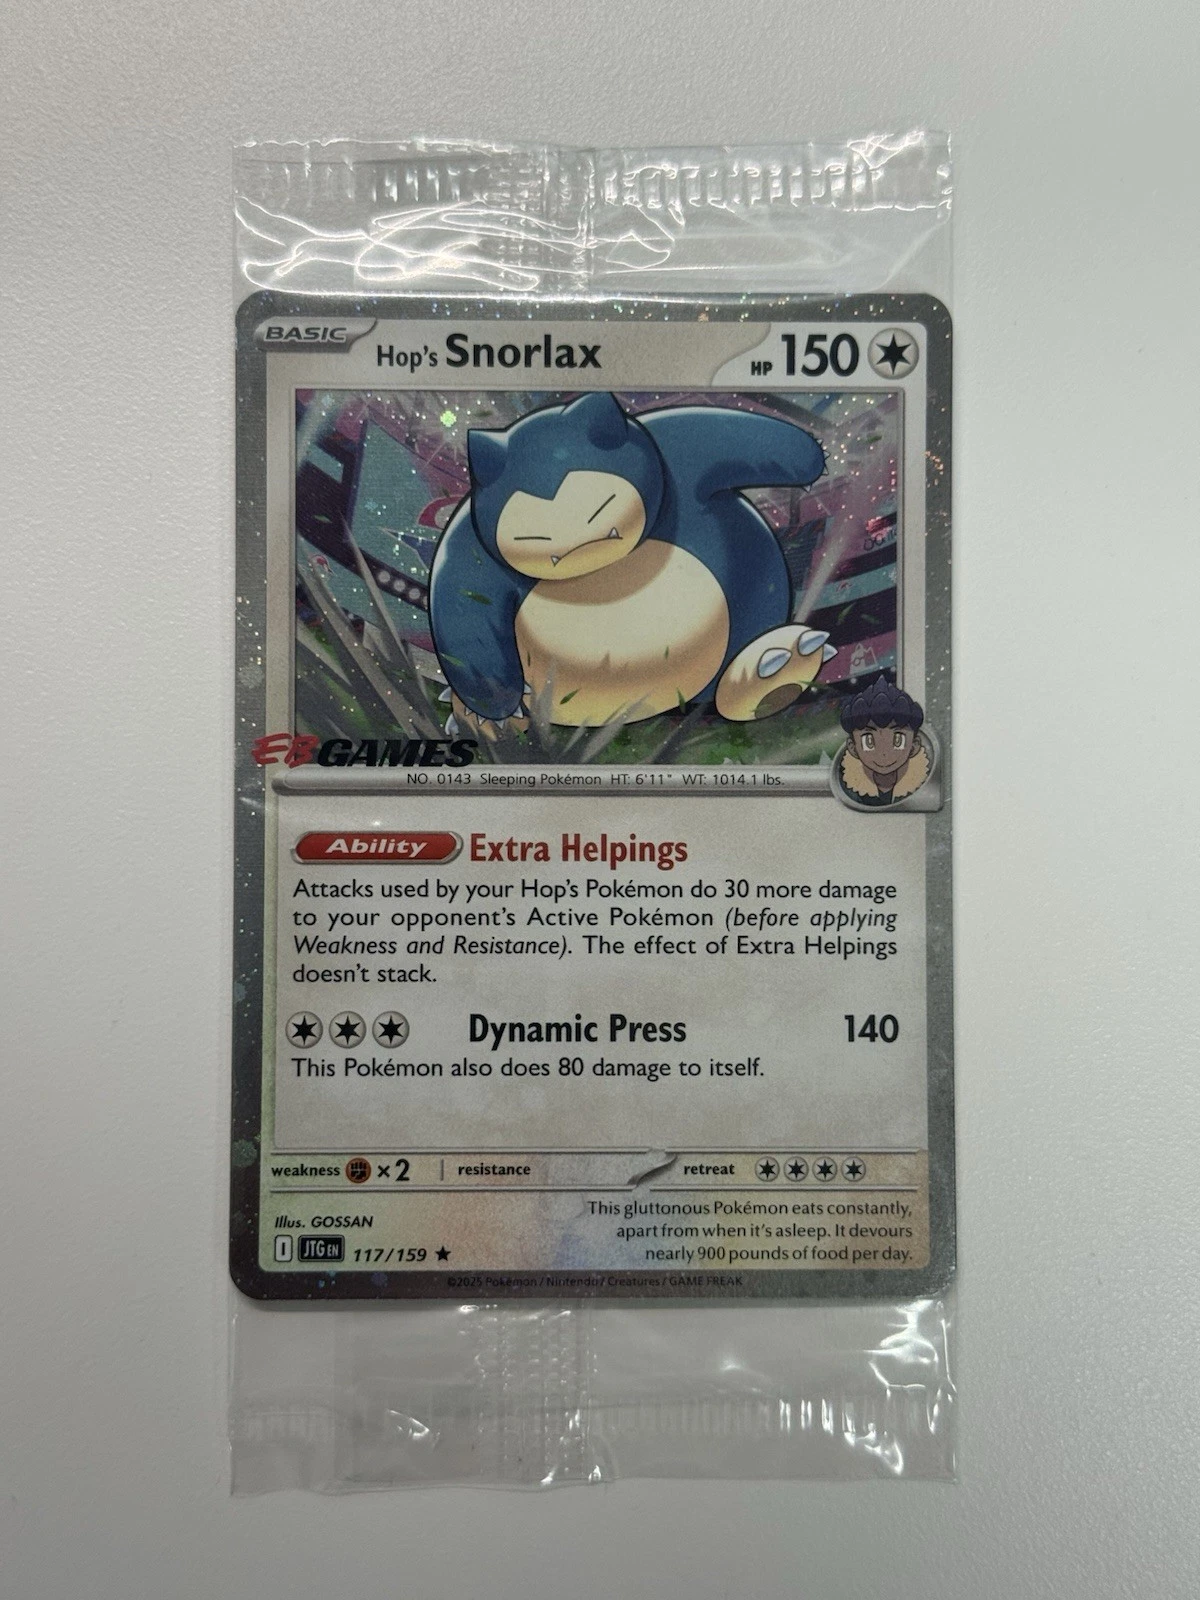 BASIC
Hop's Snorlax
HP 150
EBGAMES
NO. 0143 Sleeping Pokémon HT: 6'11" WT: 1014.1 lbs.
Ability Extra Helpings
Attacks used by your Hop's Pokémon do 30 more damage
to your opponent's Active Pokémon (before applying
Weakness and Resistance). The effect of Extra Helpings
doesn't stack.
Dynamic Press 140
This Pokémon also does 80 damage to itself.
weakness ×2 resistance retreat
Illus. GOSSAN
This gluttonous Pokémon eats constantly,
apart from when it's asleep. It devours
nearly 900 pounds of food per day.
I JTG EN 117/159 ★
©2025 Pokémon / Nintendo / Creatures / GAME FREAK